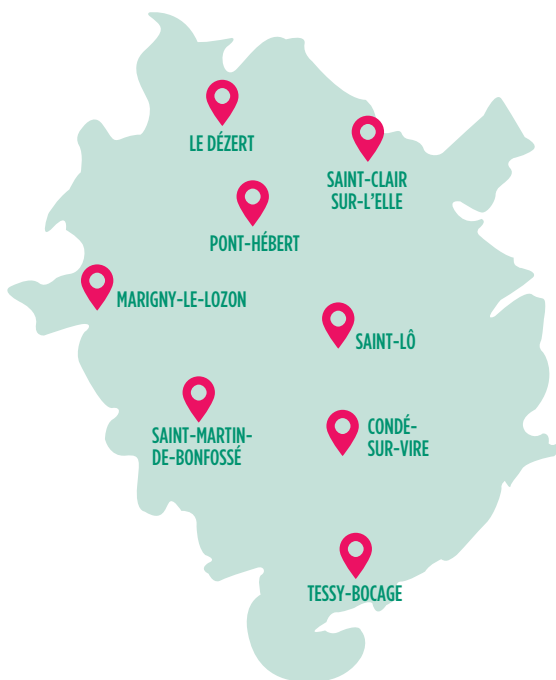 LE DÉZERT
SAINT-CLAIR
SUR-L'ELLE
PONT-HÉBERT
MARIGNY-LE-LOZON
SAINT-LÔ
SAINT-MARTIN-
DE-BONFOSSÉ
CONDÉ-
SUR-VIRE
TESSY-BOCAGE